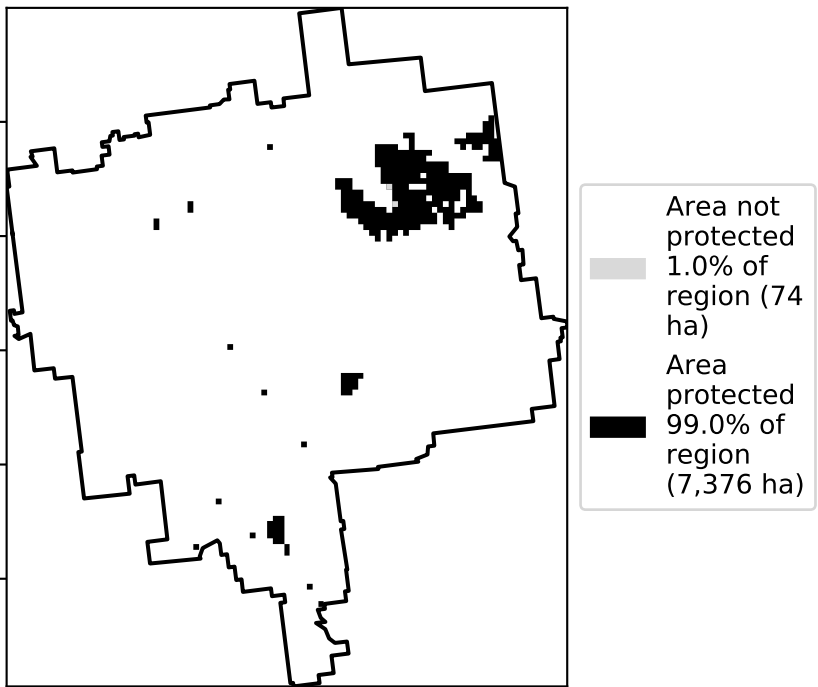 Area not
protected
1.0% of
region (74
ha)
Area
protected
99.0% of
region
(7,376 ha)